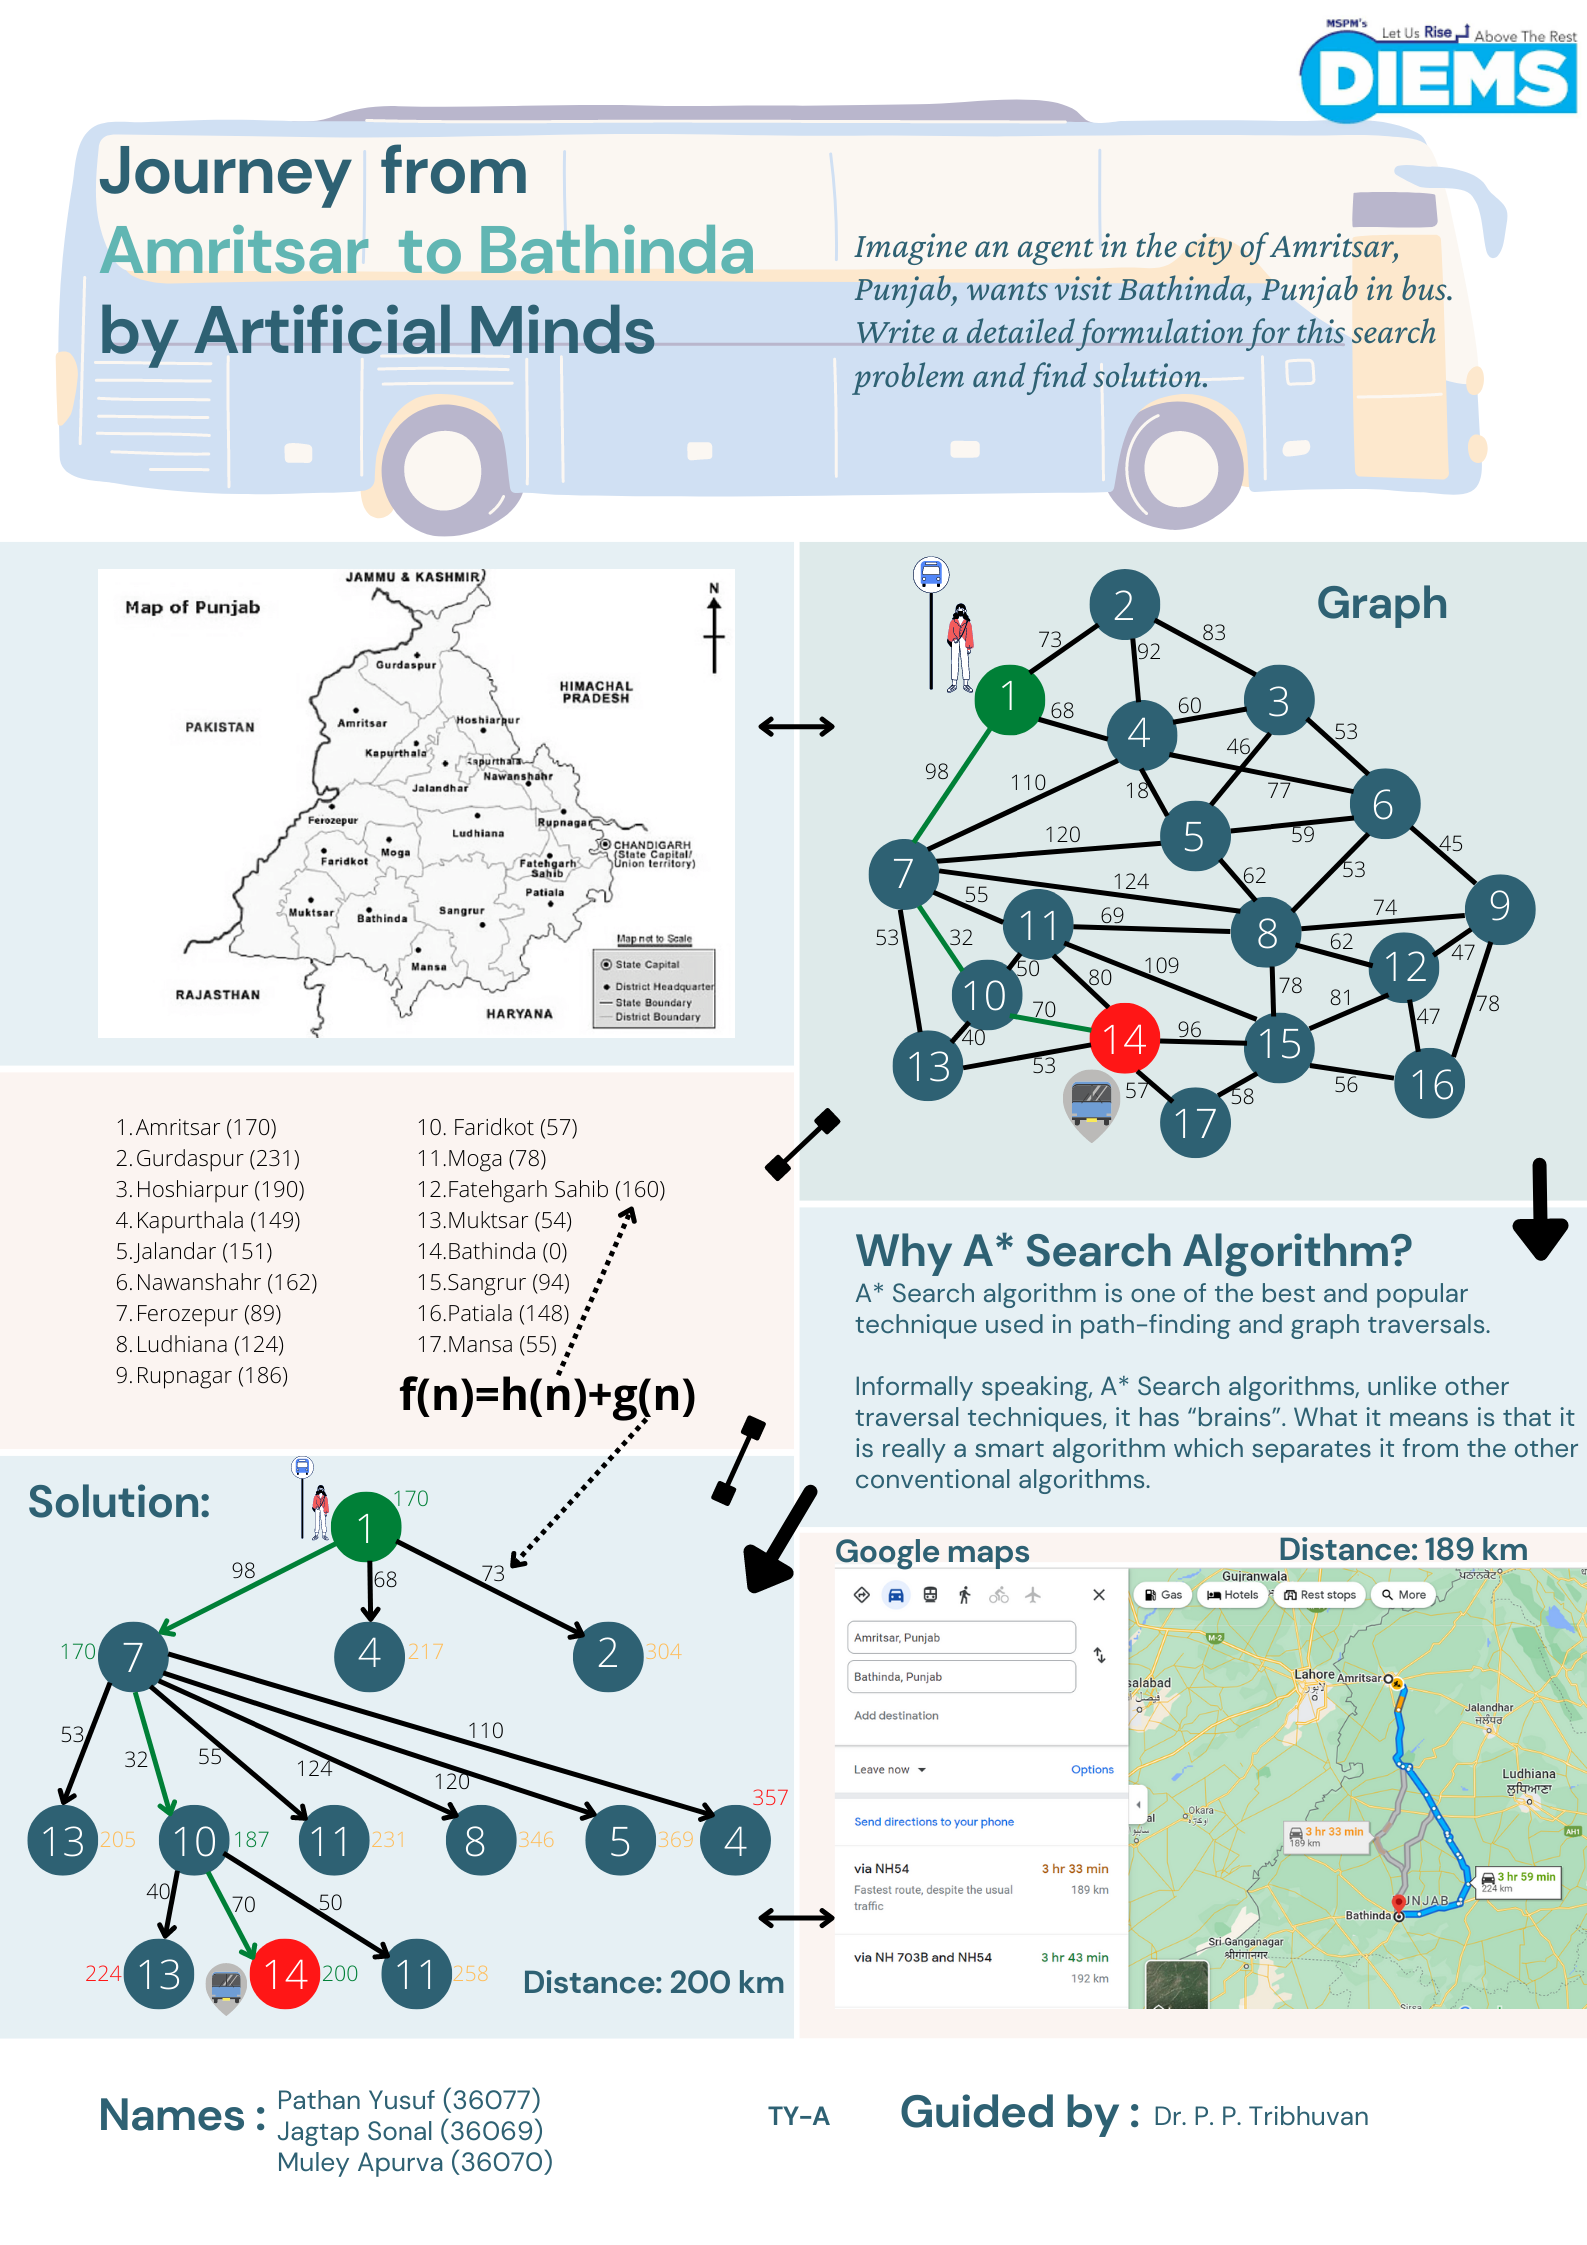 MSPM's
Let Us Rise Above The Rest
DIEMS
Journey from
Amritsar to Bathinda
by Artificial Minds
Imagine an agent in the city of Amritsar,
Punjab, wants visit Bathinda, Punjab in bus.
Write a detailed formulation for this search
problem and find solution.
JAMMU & KASHMIR
Map of Punjab
N
Gurdaspur
HIMACHAL
PRADESH
PAKISTAN
Amritsar
Hoshiarpur
Kapurthala
Kapurthala
Nawanshahr
Jalandhar
Ferozepur
Rupnagar
Ludhiana
CHANDIGARH
(State Capital/
Union territory)
Moga
Faridkot
Fatehgarh
Sahib
Patiala
Muktsar
Bathinda
Sangrur
Mansa
Map not to Scale
State Capital
District Headquarter
State Boundary
District Boundary
RAJASTHAN
HARYANA
Graph
2
73
92
83
1
68
4
60
3
53
46
98
110
18
77
6
120
5
59
45
7
124
62
53
55
11
69
8
74
9
53
32
62
12
47
50
80
109
10
78
81
78
70
47
14
96
15
40
13
53
57
56
16
58
17
1. Amritsar (170)
2. Gurdaspur (231)
3. Hoshiarpur (190)
4. Kapurthala (149)
5. Jalandar (151)
6. Nawanshahr (162)
7. Ferozepur (89)
8. Ludhiana (124)
9. Rupnagar (186)
10. Faridkot (57)
11.Moga (78)
12.Fatehgarh Sahib (160)
13.Muktsar (54)
14.Bathinda (0)
15.Sangrur (94)
16.Patiala (148)
17.Mansa (55)
f(n)=h(n)+g(n)
Why A* Search Algorithm?
A* Search algorithm is one of the best and popular
technique used in path-finding and graph traversals.
Informally speaking, A* Search algorithms, unlike other
traversal techniques, it has “brains”. What it means is that it
is really a smart algorithm which separates it from the other
conventional algorithms.
Solution:
170
1
98
68
73
170
7
4
217
2
304
53
32
55
124
120
110
357
13
205
10
187
11
231
8
346
5
369
4
40
70
50
224
13
14
200
11
258
Distance: 200 km
Google maps
Distance: 189 km
Amritsar, Punjab
Bathinda, Punjab
Add destination
Leave now
Options
Send directions to your phone
via NH54
3 hr 33 min
Fastest route, despite the usual
traffic
189 km
via NH 703B and NH54
3 hr 43 min
192 km
Gujranwala
Gas
Hotels
Rest stops
More
M-2
Lahore
لاہور
Amritsar
salabad
Jalandhar
ਜਲੰਧਰ
Ludhiana
ਲੁਧਿਆਣਾ
Okara
اوکاڑہ
AH1
3 hr 33 min
189 km
3 hr 59 min
224 km
UNJAB
Bathinda
Sri Ganganagar
श्रीगंगानगर
Sirsa
Names :
Pathan Yusuf (36077)
Jagtap Sonal (36069)
Muley Apurva (36070)
TY-A
Guided by :
Dr. P. P. Tribhuvan